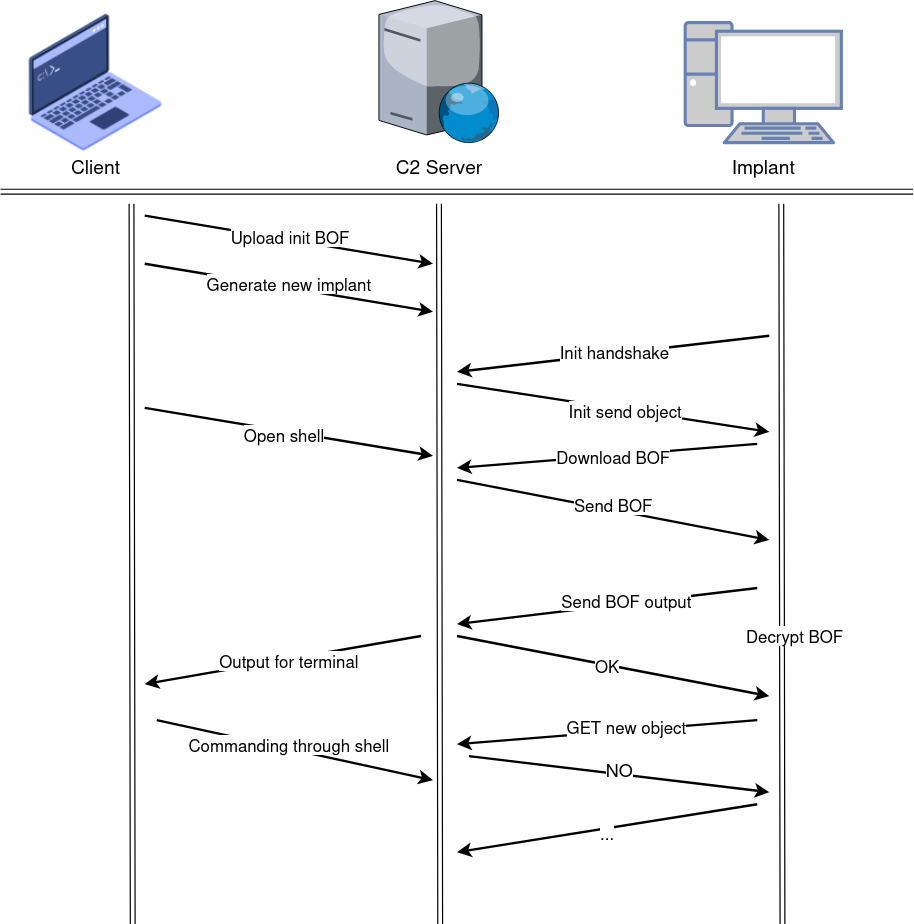 C:\>_
Client
C2 Server
Implant
Upload init BOF
Generate new implant
Init handshake
Init send object
Open shell
Download BOF
Send BOF
Send BOF output
Decrypt BOF
Output for terminal
OK
GET new object
Commanding through shell
NO
...